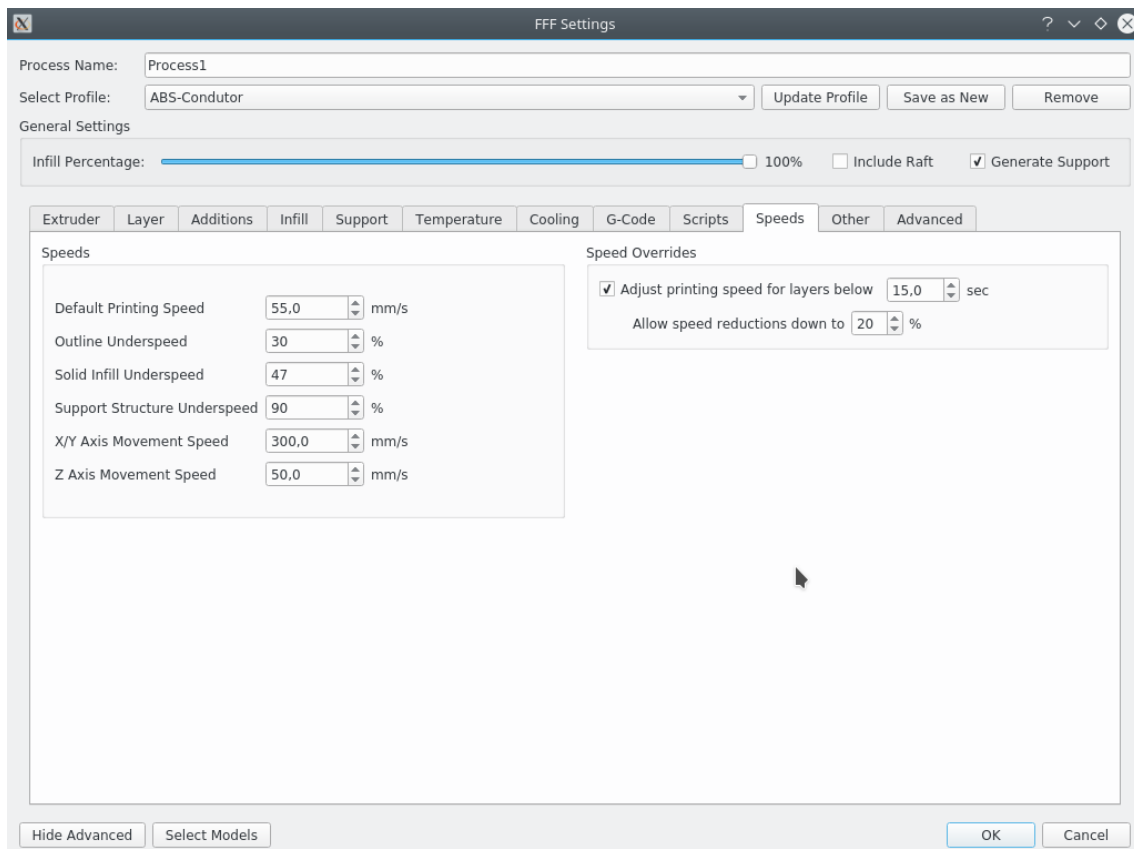 FFF Settings
Process Name: Process1
Select Profile: ABS-Condutor Update Profile Save as New Remove
General Settings
Infill Percentage: 100% Include Raft Generate Support
Extruder Layer Additions Infill Support Temperature Cooling G-Code Scripts Speeds Other Advanced
Speeds
Default Printing Speed 55,0 mm/s
Outline Underspeed 30 %
Solid Infill Underspeed 47 %
Support Structure Underspeed 90 %
X/Y Axis Movement Speed 300,0 mm/s
Z Axis Movement Speed 50,0 mm/s
Speed Overrides
Adjust printing speed for layers below 15,0 sec
Allow speed reductions down to 20 %
Hide Advanced Select Models OK Cancel